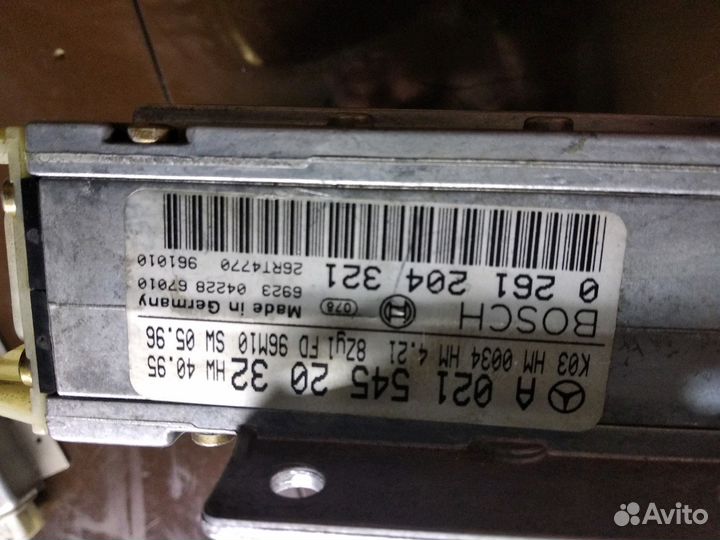 A 021 545 20 32 HW 40.95
K03 HM 0034 HM 4.21 8Zyl FD 96M10 SW 05.96
BOSCH 078 Made in Germany
0 261 204 321 6923 04228 67010
26RT4770 961010
Avito